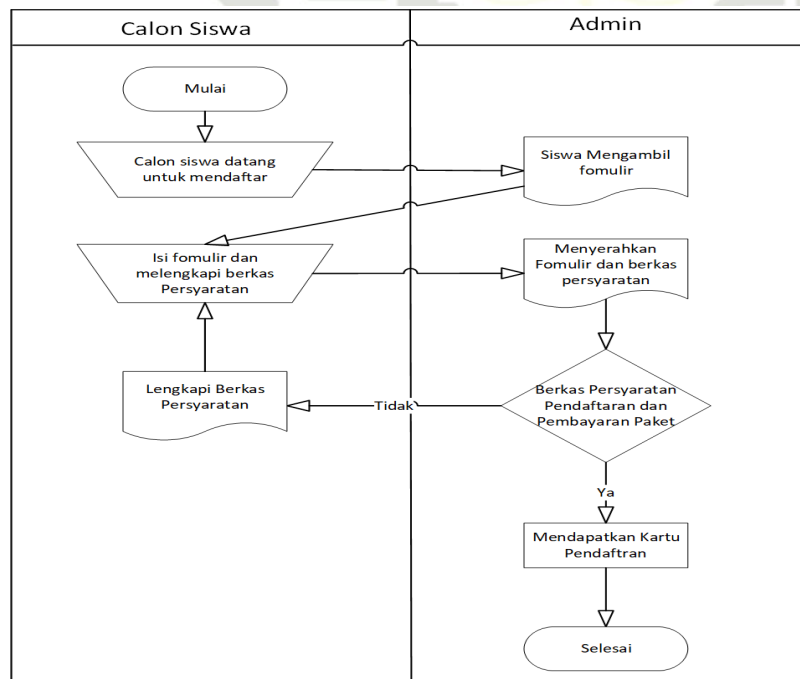 Calon Siswa
Admin
Mulai
Calon siswa datang
untuk mendaftar
Siswa Mengambil
fomulir
Isi fomulir dan
melengkapi berkas
Persyaratan
Menyerahkan
Fomulir dan berkas
persyaratan
Lengkapi Berkas
Persyaratan
Tidak
Berkas Persyaratan
Pendaftaran dan
Pembayaran Paket
Ya
Mendapatkan Kartu
Pendaftran
Selesai